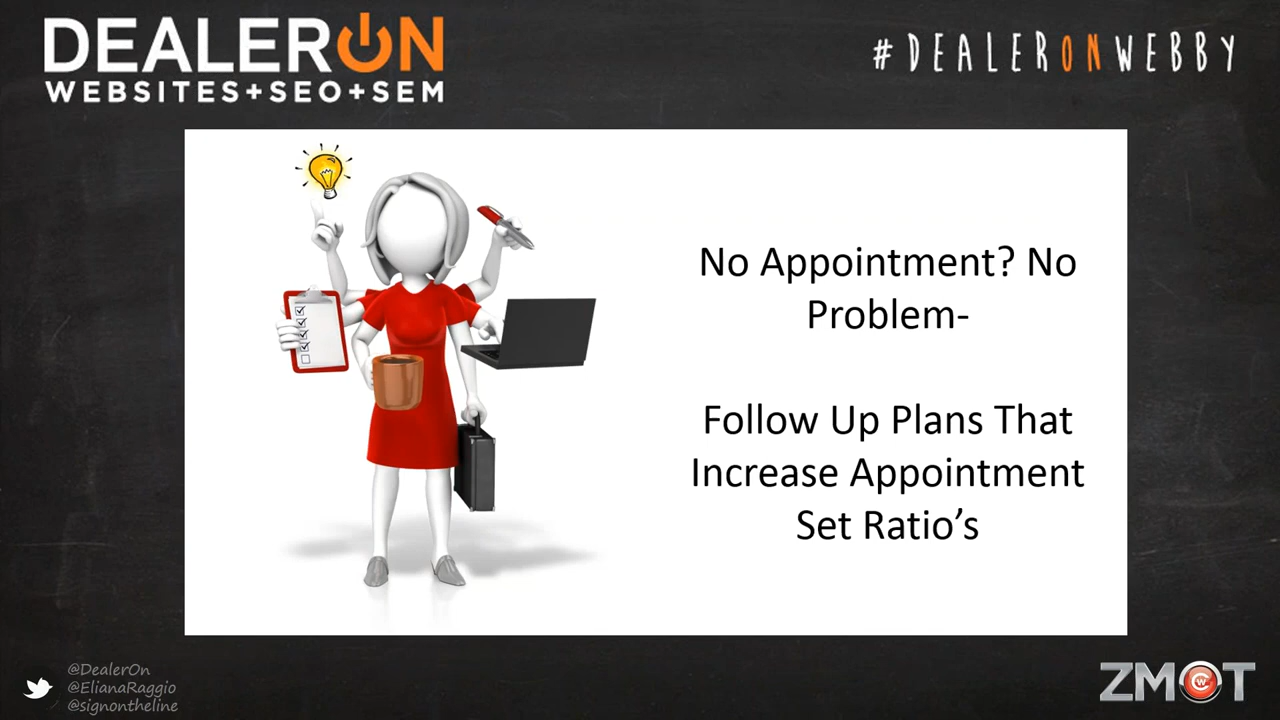 DEALERON
WEBSITES+SEO+SEM
#DEALERONWEBBY
No Appointment? No
Problem-
Follow Up Plans That
Increase Appointment
Set Ratio’s
@DealerOn
@ElianaRaggio
@signontheline
ZMOT